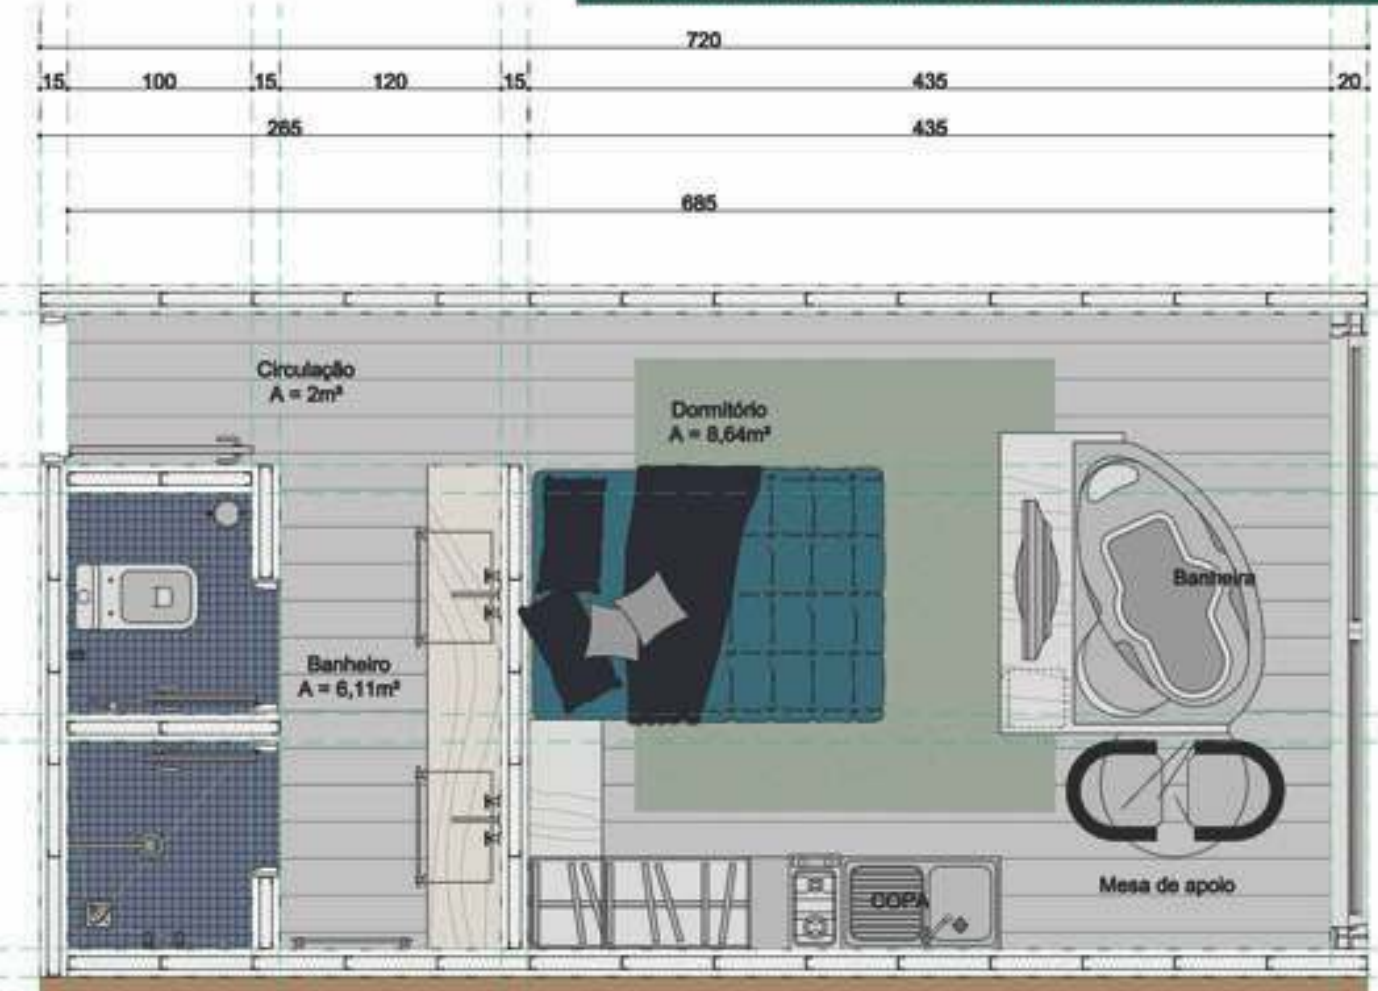 720
15 100 15 120 15 435 20
265 435
685
Circulação
A = 2m²
Dormitório
A = 8,64m²
Banheira
Banheiro
A = 6,11m²
Mesa de apoio
COPA